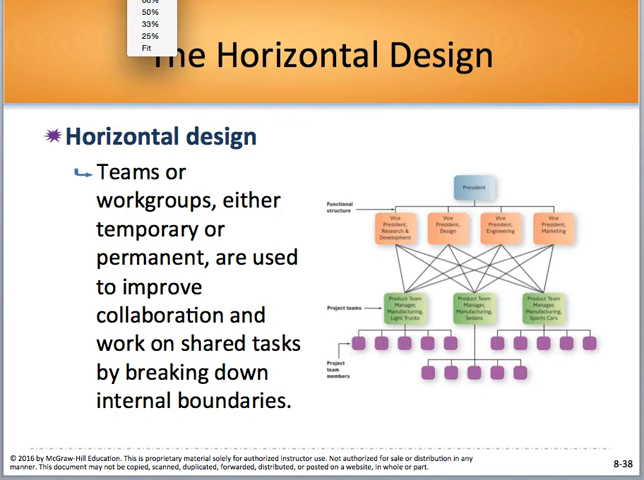 50%
33%
25%
Fit
The Horizontal Design
Horizontal design
Teams or
workgroups, either
temporary or
permanent, are used
to improve
collaboration and
work on shared tasks
by breaking down
internal boundaries.
President
Functional
structure
Vice
President,
Research &
Development
Vice
President,
Design
Vice
President,
Engineering
Vice
President,
Marketing
Project teams
Product Team
Manager,
Manufacturing,
Light Trucks
Product Team
Manager,
Manufacturing,
Sedans
Product Team
Manager,
Manufacturing,
Sports Cars
Project
team
members
© 2016 by McGraw-Hill Education. This is proprietary material solely for authorized instructor use. Not authorized for sale or distribution in any
manner. This document may not be copied, scanned, duplicated, forwarded, distributed, or posted on a website, in whole or part.
8-38